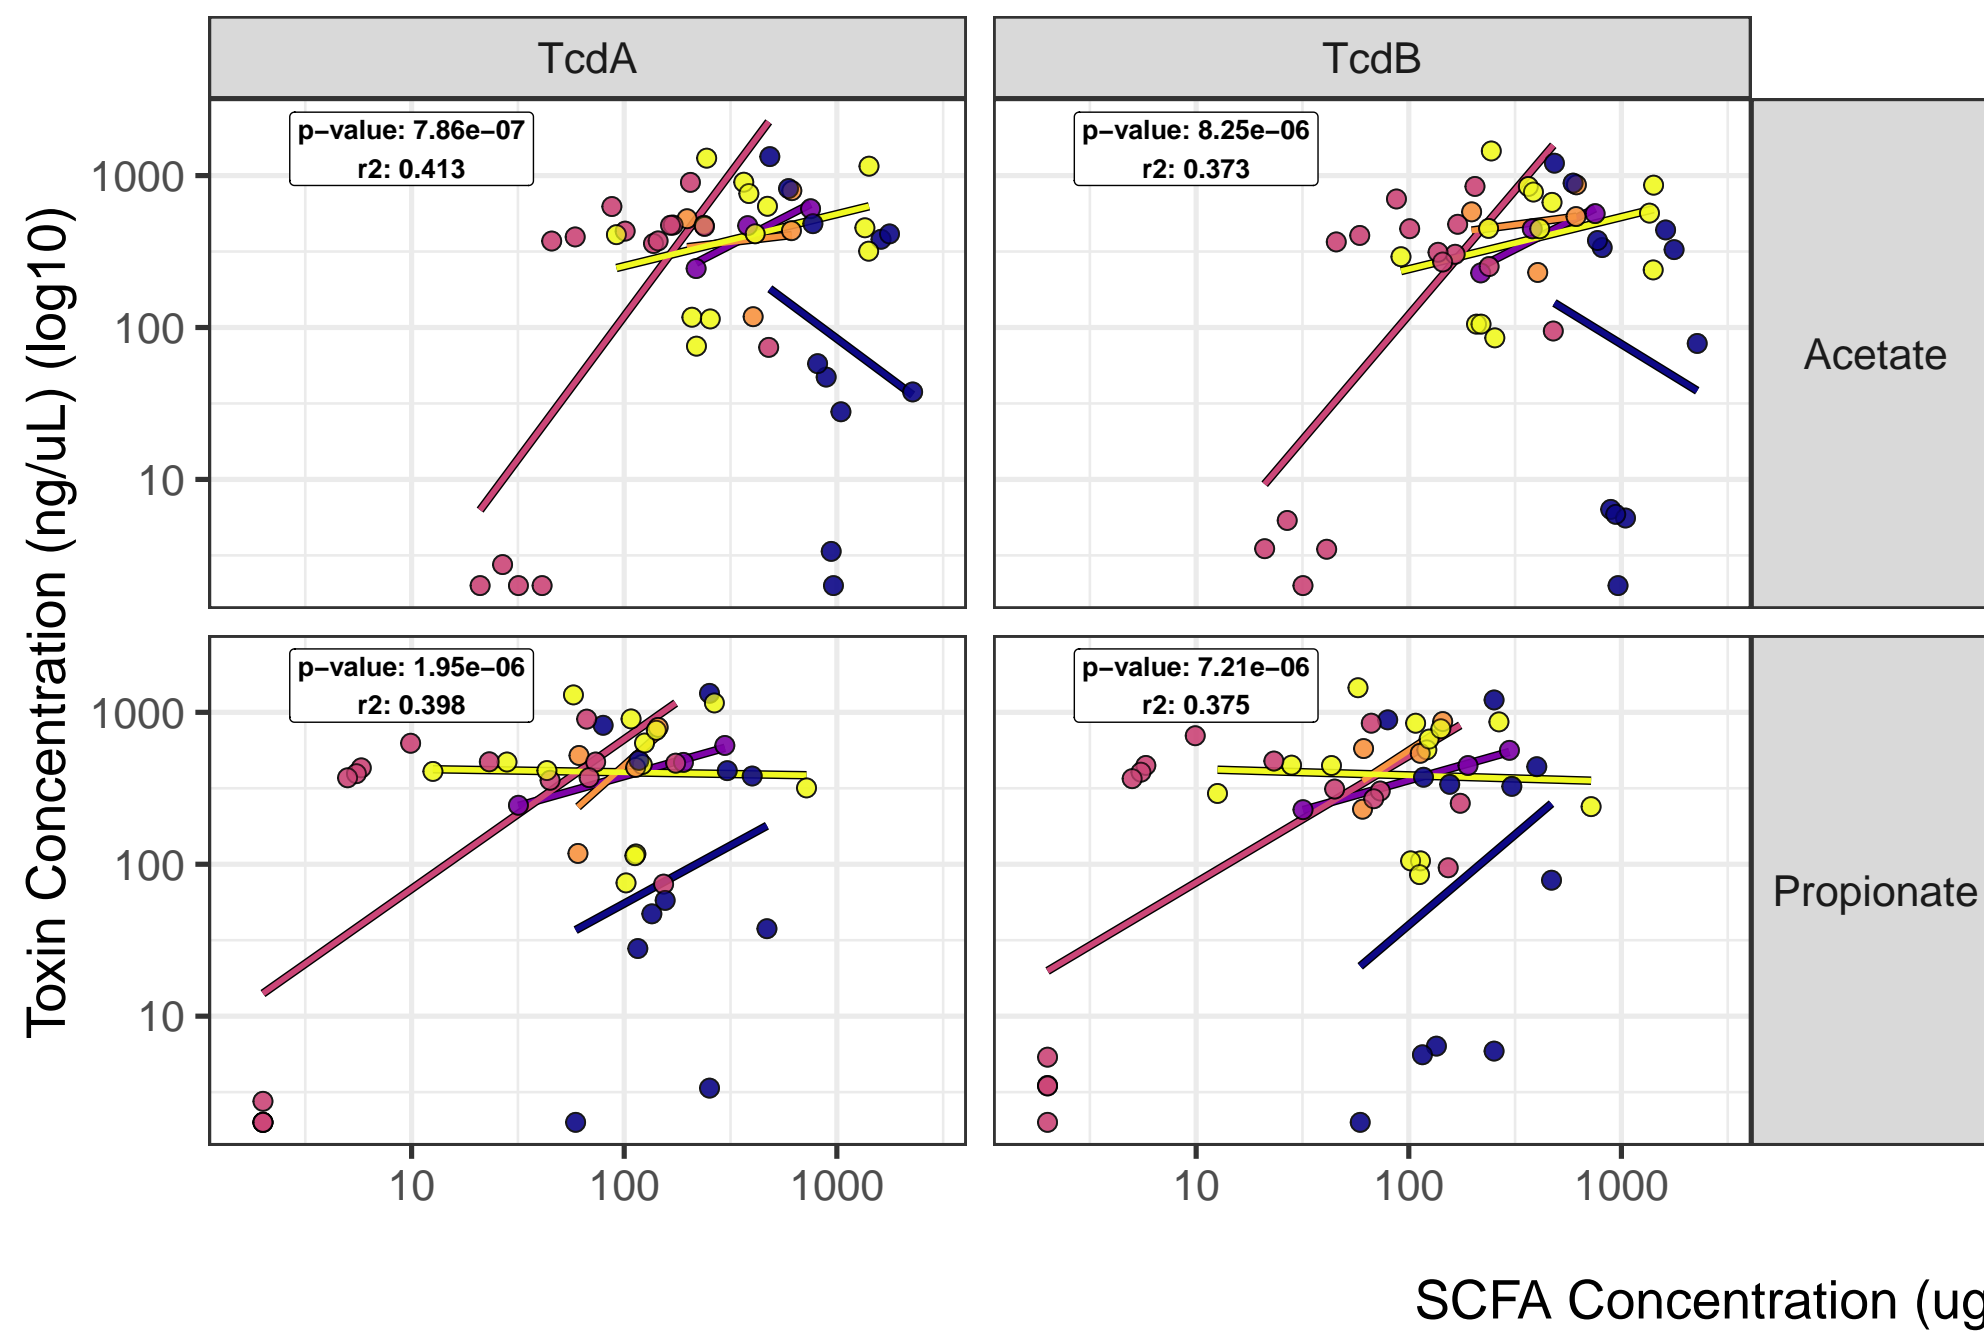 TcdA
TcdB
p−value: 7.86e−07
r2: 0.413
p−value: 8.25e−06
r2: 0.373
Acetate
1000
100
10
p−value: 1.95e−06
r2: 0.398
p−value: 7.21e−06
r2: 0.375
Propionate
1000
100
10
10
100
1000
10
100
1000
Toxin Concentration (ng/uL) (log10)
SCFA Concentration (ug